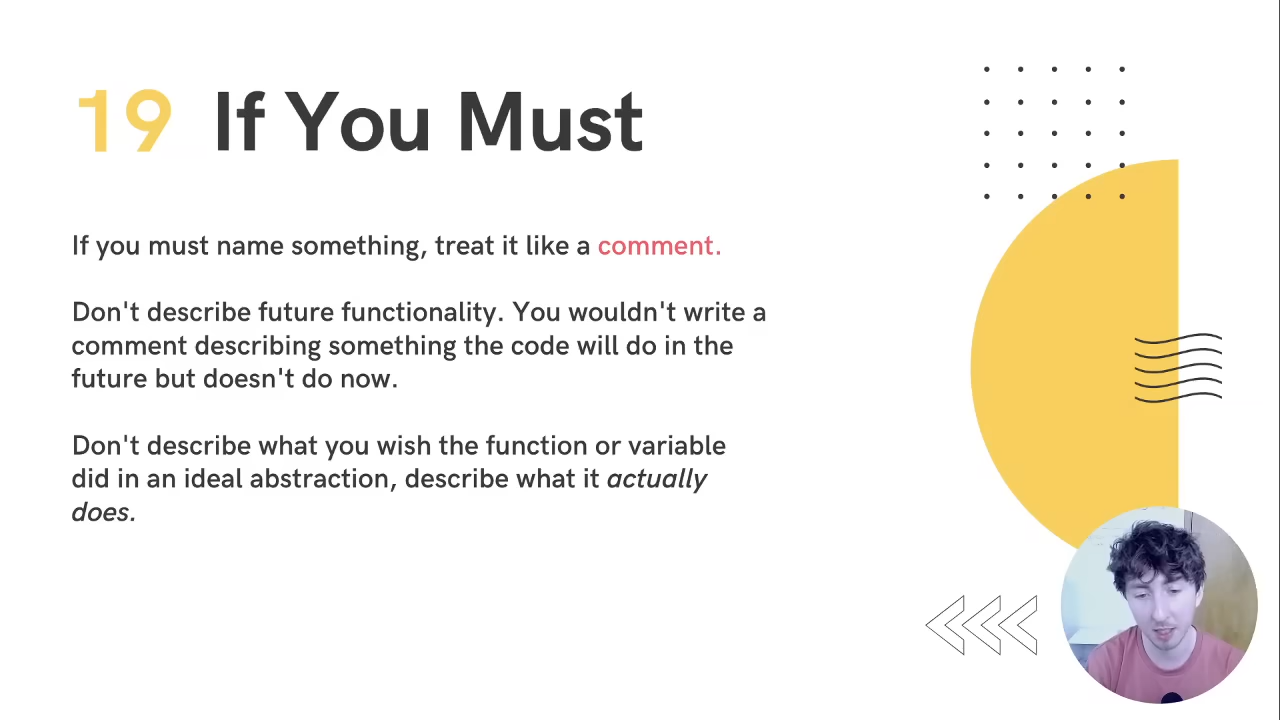 19 If You Must
If you must name something, treat it like a comment.
Don't describe future functionality. You wouldn't write a
comment describing something the code will do in the
future but doesn't do now.
Don't describe what you wish the function or variable
did in an ideal abstraction, describe what it actually
does.